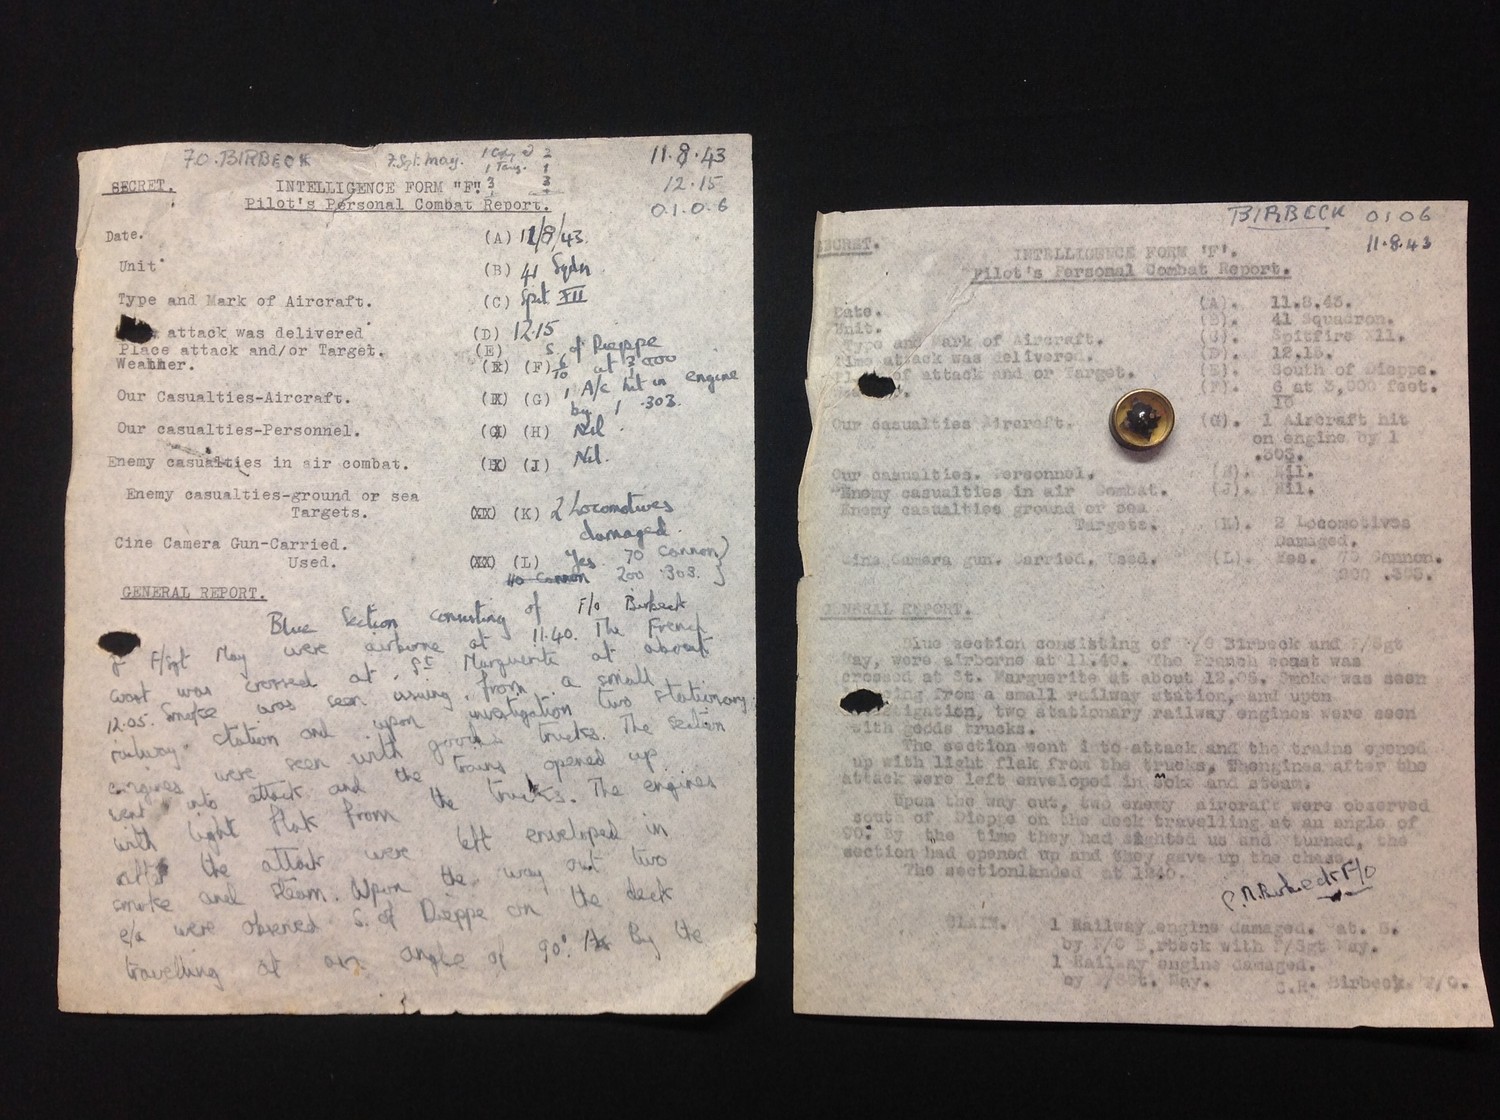 F.O. BIRBECK F.Sgt. May. 1 Copy 2 11.8.43
1 1
SECRET. INTELLIGENCE FORM "F". 3 3 12.15
Pilot's Personal Combat Report. 01.0.6
Date. (A) 11/8/43.
Unit (B) 41 Sqdn
Type and Mark of Aircraft. (C) Spit XII
attack was delivered (D) 12.15
Place attack and/or Target. (E) S. of Dieppe
Weather. (F) 6/10 at 3,000
Our Casualties-Aircraft. (G) 1 A/c hit in engine
by 1 .303.
Our Casualties-Personnel. (H) Nil.
Enemy casualties in air combat. (J) Nil.
Enemy casualties-ground or sea
Targets. (K) 2 Locomotives
damaged.
Cine Camera Gun-Carried.
Used. (L) Yes. 70 cannon)
40 cannon 200 .303. )
GENERAL REPORT.
Blue Section consisting of F/o Birbeck
F/Sgt May were airborne at 11.40. The French
coast was crossed at St Marguerite at about
12.05. Smoke was seen issuing from a small
railway station and upon investigation two stationary
engines were seen with goods trucks. The section
went into attack and the trains opened up
with light flak from the trucks. The engines
after the attack were left enveloped in
smoke and steam. Upon the way out two
e/a were observed S. of Dieppe on the deck
travelling at an angle of 90°. By the
BIRBECK 0106
11.8.43
SECRET.
INTELLIGENCE FORM 'F'.
Pilot's Personal Combat Report.
Date. (A). 11.8.43.
Unit. (B). 41 Squadron.
Type and Mark of Aircraft. (C). Spitfire X11.
Time attack was delivered. (D). 12.15.
of attack and or Target. (E). South of Dieppe.
(F). 6 at 3,000 feet.
10
Our casualties Aircraft. (G). 1 Aircraft hit
on engine by 1
.303.
Our casualties. Personnel. (H). Nil.
Enemy casualties in air Combat. (J). Nil.
Enemy casualties ground or sea
Targets. (K). 2 Locomotives
Damaged.
Cine Camera gun. Carried, Used. (L). Yes. 70 Cannon.
200 .303.
GENERAL REPORT.
Blue section consisting of F/O Birbeck and F/Sgt
May, were airborne at 11.40. The French coast was
crossed at St. Marguerite at about 12.05. Smoke was seen
from a small railway station, and upon
two stationary railway engines were seen
with goods trucks.
The section went into attack and the trains opened
up with light flak from the trucks. engines after the
attack were left enveloped in and steam.
Upon the way out, two enemy aircraft were observed
south of Dieppe on the deck travelling at an angle of
90. By the time they had sighted us and turned, the
section had opened up and they gave up the chase.
The section landed at
Birbeck F/O
CLAIM. 1 Railway engine damaged. at.
by F/O Birbeck with F/Sgt May.
1 Railway engine damaged.
by F/Sgt. May. C.R. Birbeck. F/O.